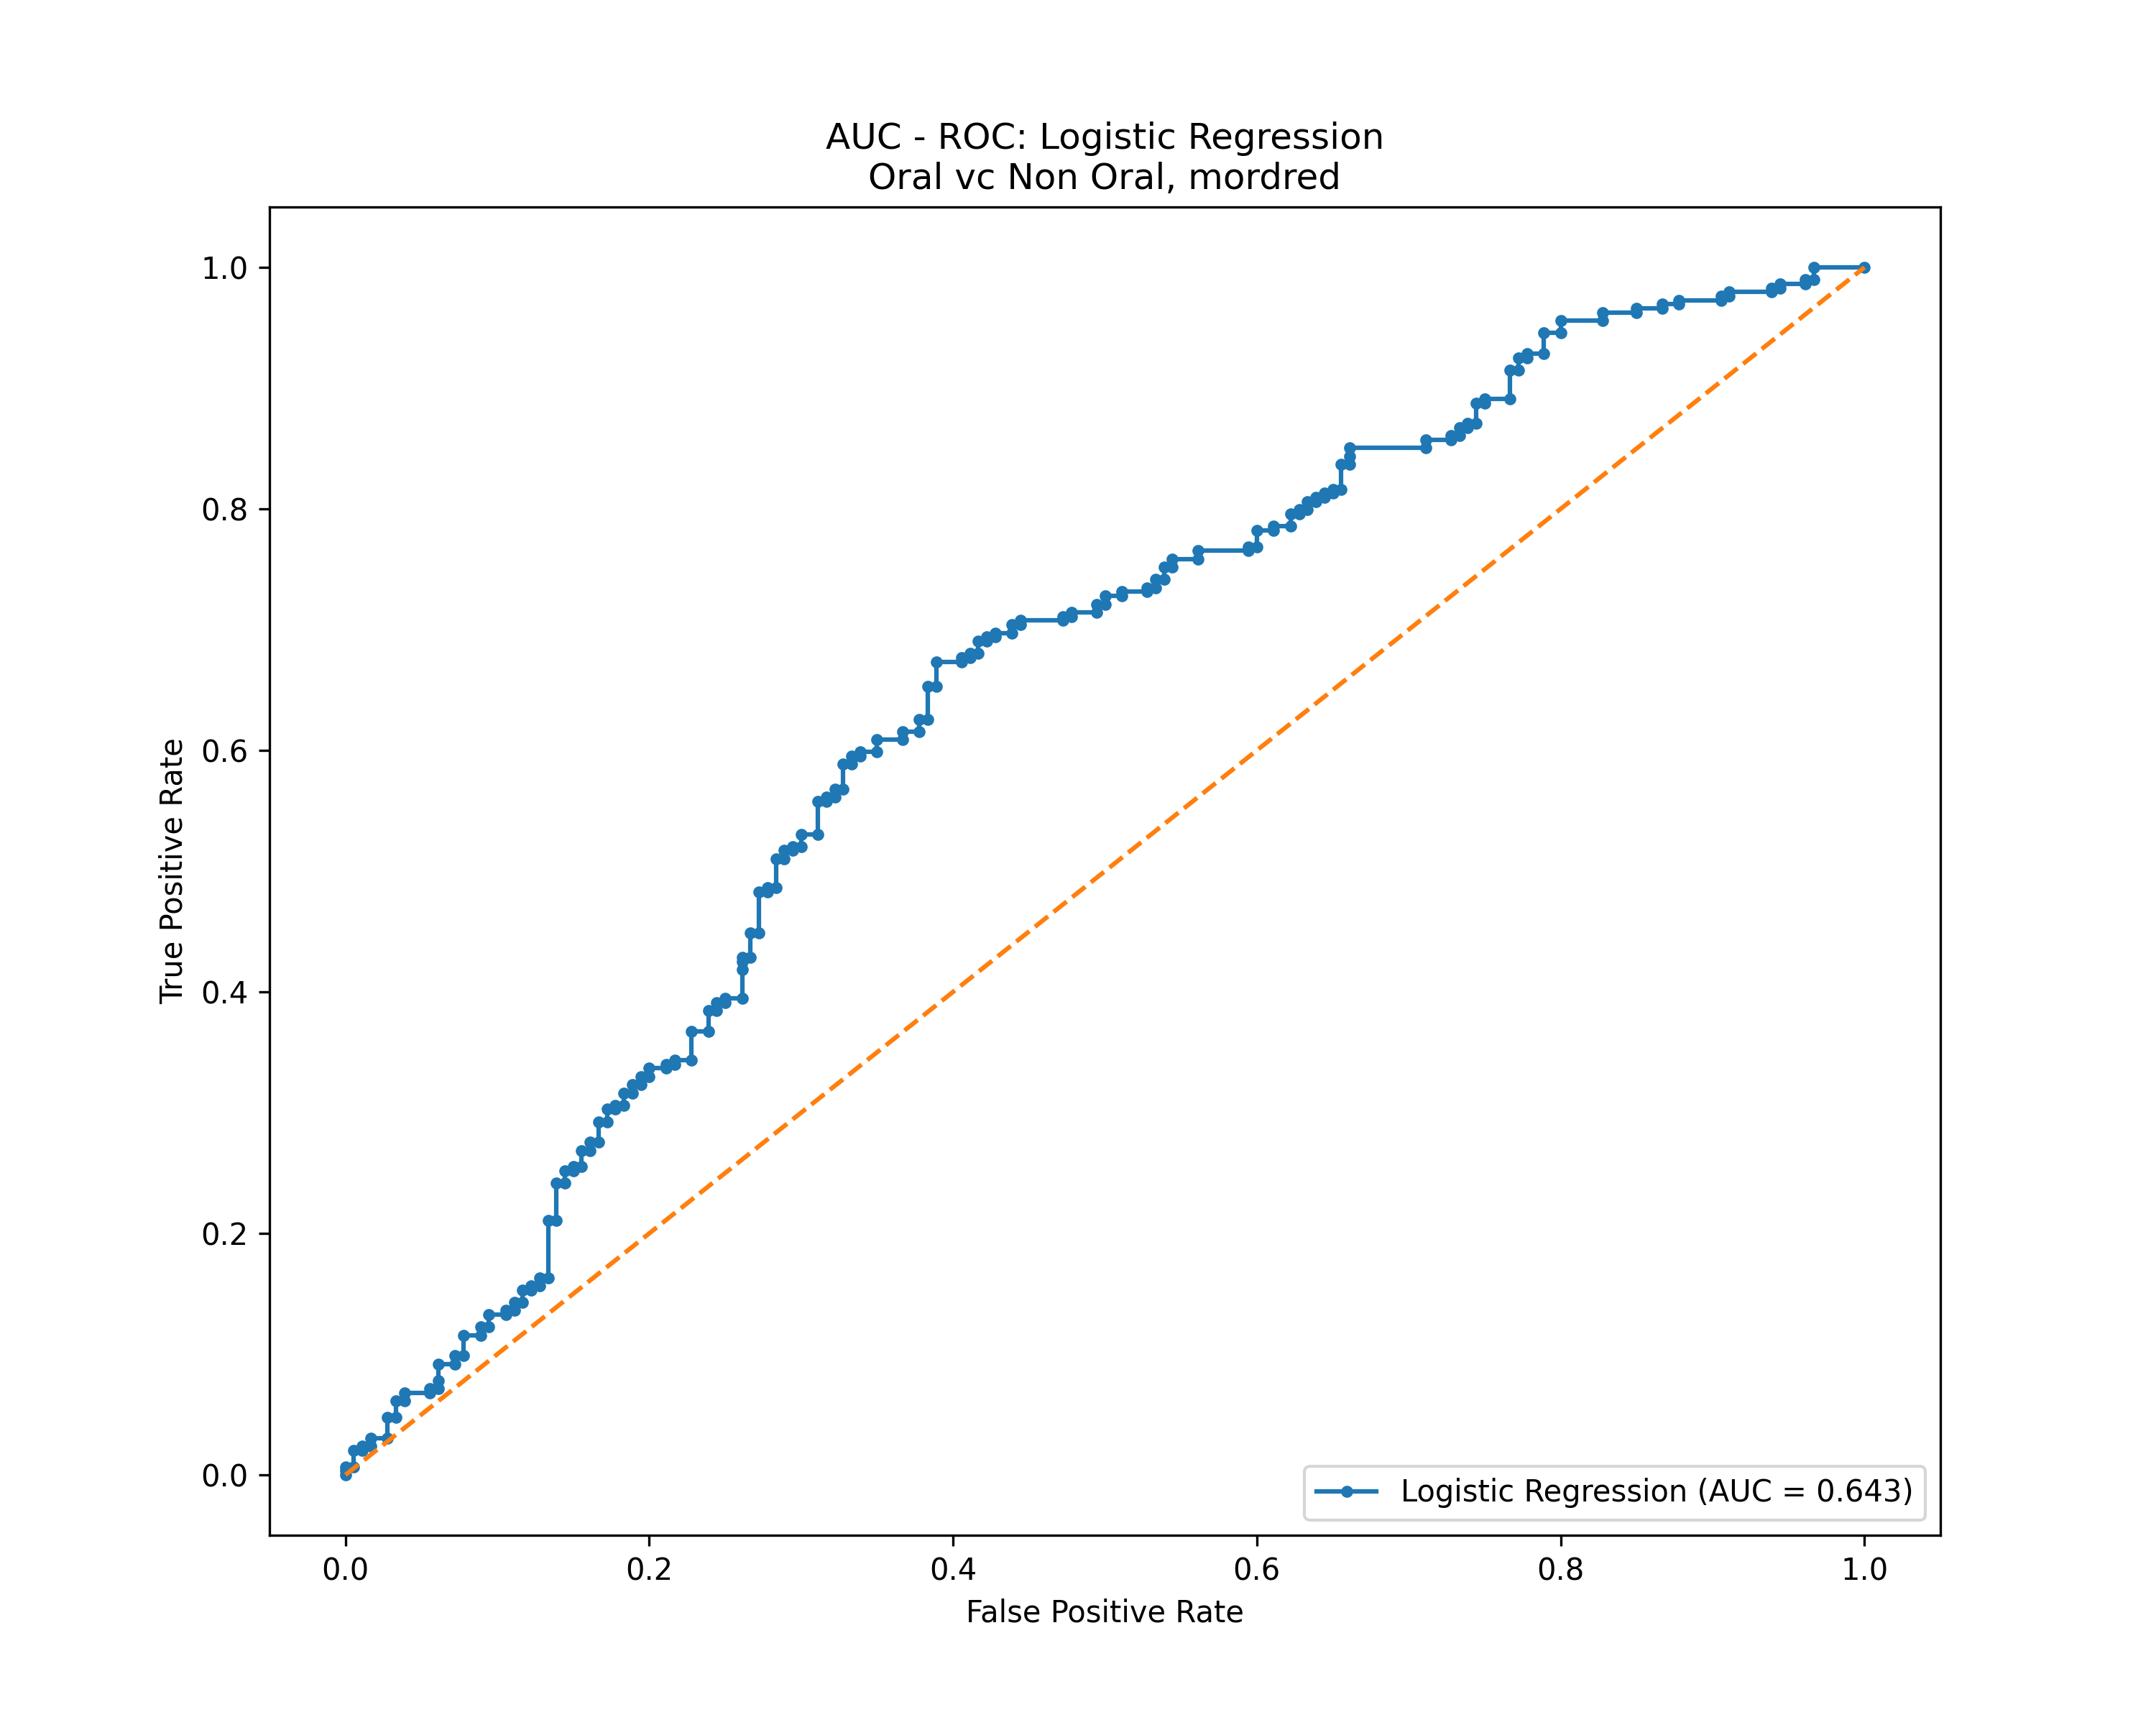 AUC - ROC: Logistic Regression
Oral vc Non Oral, mordred
True Positive Rate
1.0
0.8
0.6
0.4
0.2
0.0
Logistic Regression (AUC = 0.643)
0.0 0.2 0.4 0.6 0.8 1.0
False Positive Rate